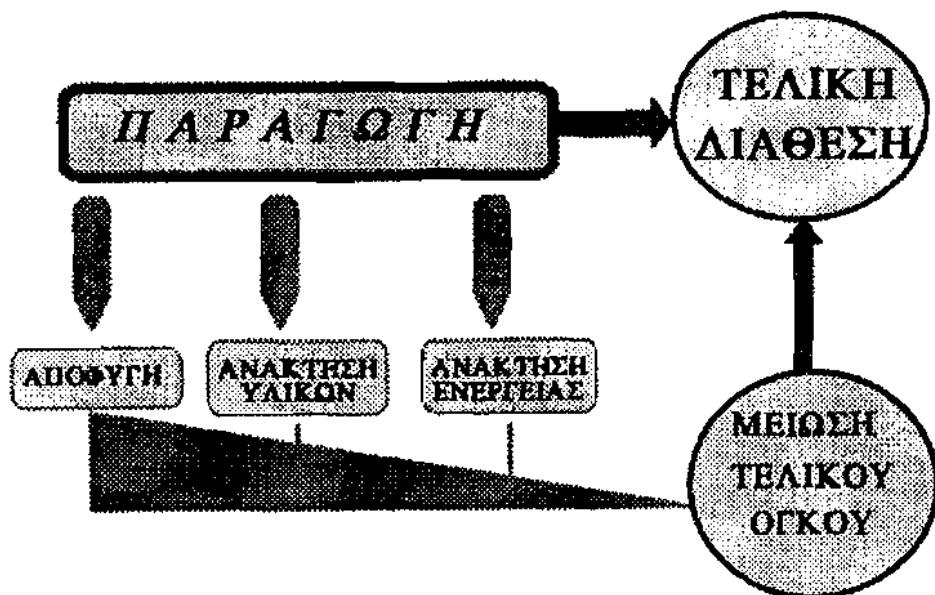 ΠΑΡΑΓΩΓΗ
ΤΕΛΙΚΗ
ΔΙΑΘΕΣΗ
ΑΠΟΦΥΓΗ
ΑΝΑΚΤΗΣΗ
ΥΛΙΚΩΝ
ΑΝΑΚΤΗΣΗ
ΕΝΕΡΓΕΙΑΣ
ΜΕΙΩΣΗ
ΤΕΛΙΚΟΥ
ΟΓΚΟΥ